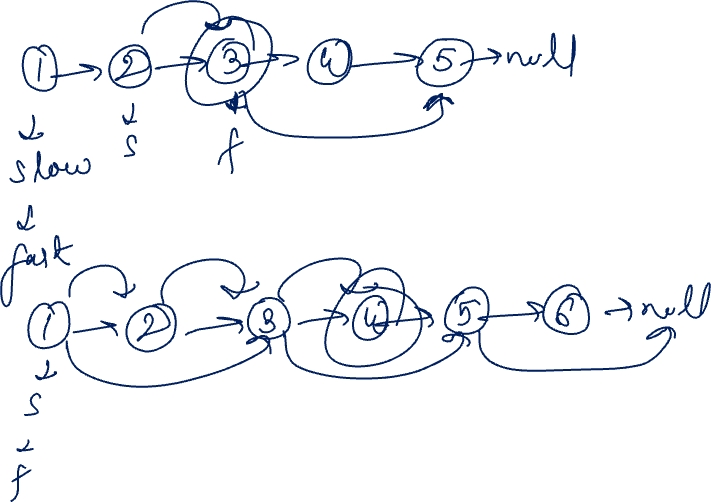 1 → 2 → 3 → 4 → 5 → null
s
f
slow
fast
1 → 2 → 3 → 4 → 5 → 6 → null
s
f